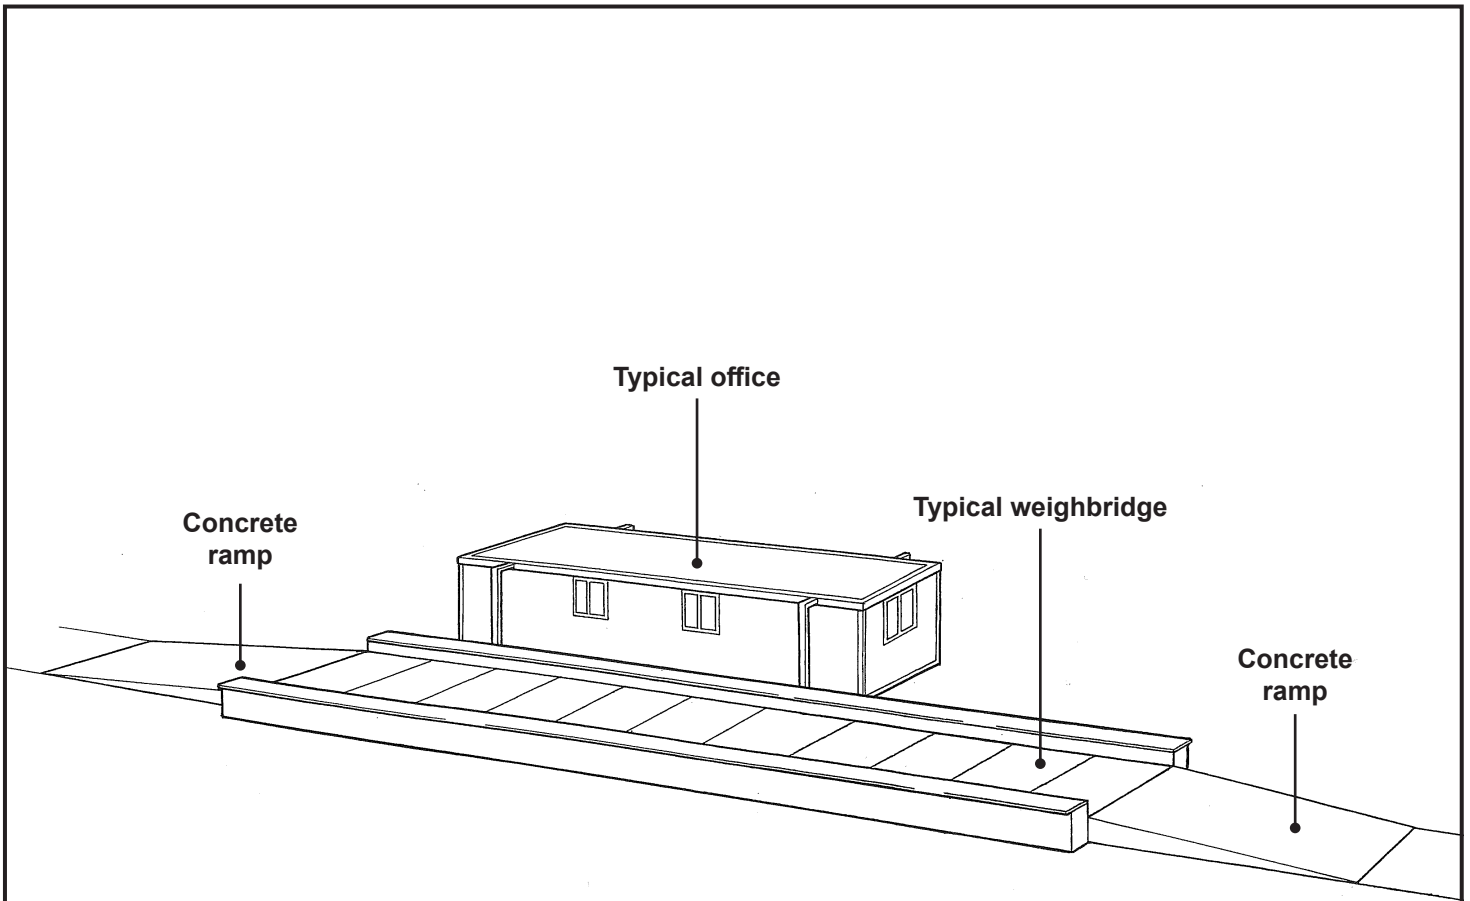 Typical office
Typical weighbridge
Concrete
ramp
Concrete
ramp